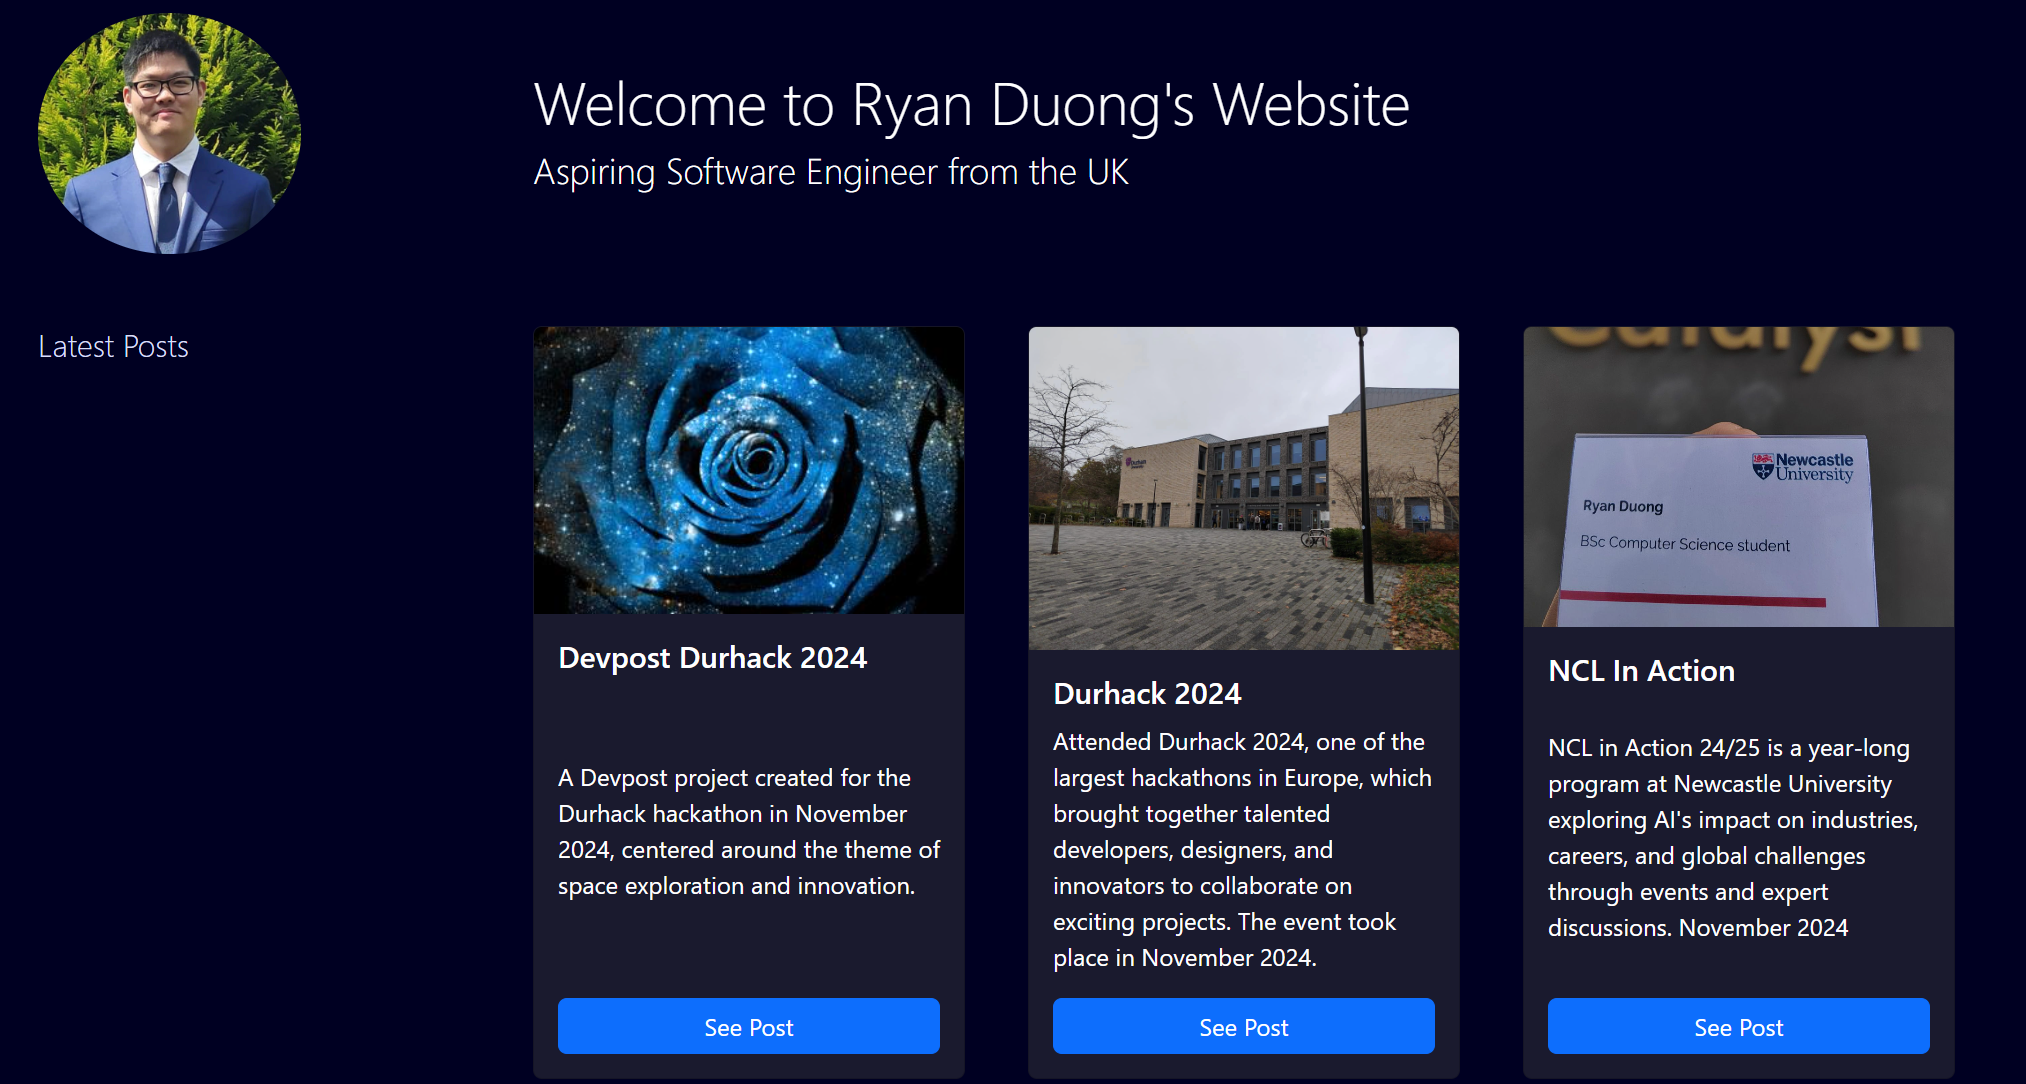 Welcome to Ryan Duong's Website
Aspiring Software Engineer from the UK
Latest Posts
Devpost Durhack 2024
A Devpost project created for the
Durhack hackathon in November
2024, centered around the theme of
space exploration and innovation.
See Post
Durham
Durhack 2024
Attended Durhack 2024, one of the
largest hackathons in Europe, which
brought together talented
developers, designers, and
innovators to collaborate on
exciting projects. The event took
place in November 2024.
See Post
Catalyst
Newcastle
University
Ryan Duong
BSc Computer Science student
NCL In Action
NCL in Action 24/25 is a year-long
program at Newcastle University
exploring AI's impact on industries,
careers, and global challenges
through events and expert
discussions. November 2024
See Post